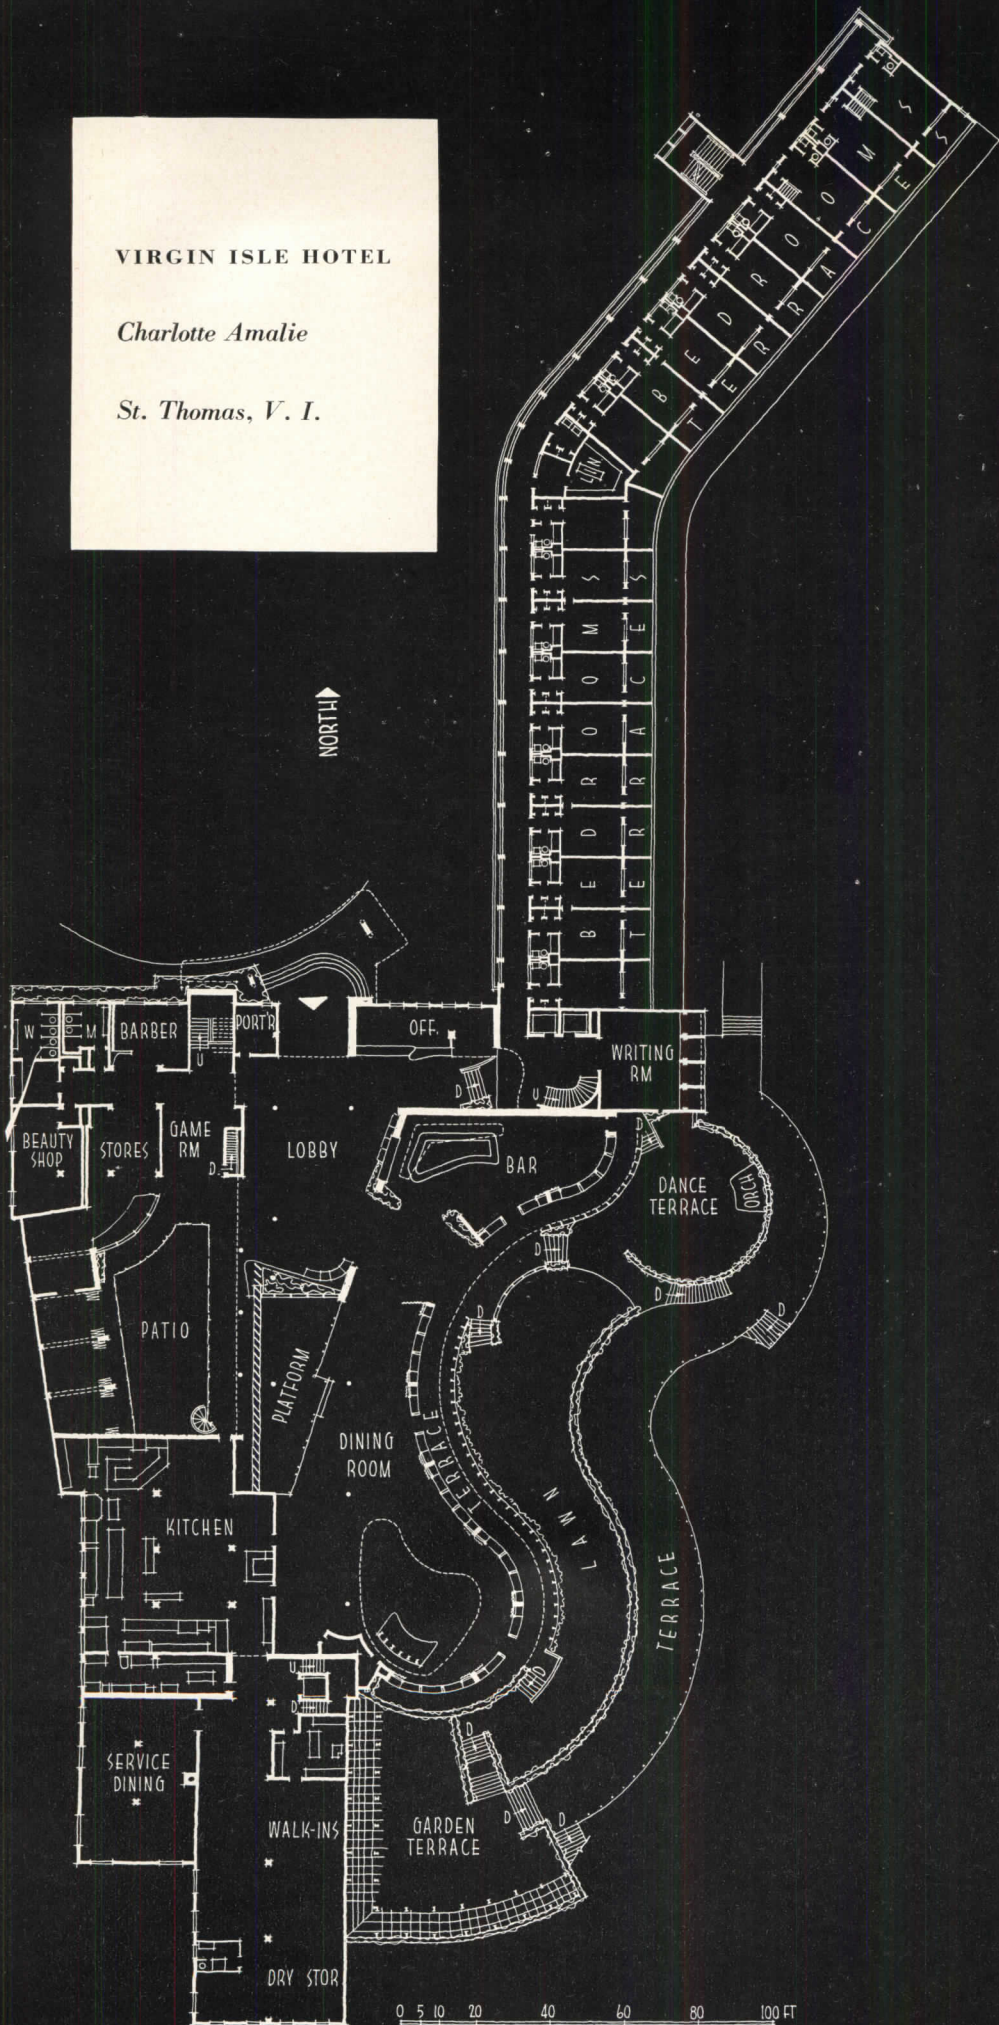 VIRGIN ISLE HOTEL
Charlotte Amalie
St. Thomas, V. I.
BEDROOMS
TERRACES
LIN
BEDROOMS
TERRACES
NORTH
W
M
BARBER
U
PORT'R
OFF.
WRITING
RM
D
U
BEAUTY
SHOP
STORES
GAME
RM
D
LOBBY
BAR
D
DANCE
TERRACE
ORCH
D
D
D
D
PATIO
PLATFORM
DINING
ROOM
TERRACE
LAWN
TERRACE
KITCHEN
U
D
D
D
SERVICE
DINING
WALK-INS
GARDEN
TERRACE
D
D
DRY STOR
0 5 10 20 40 60 80 100 FT